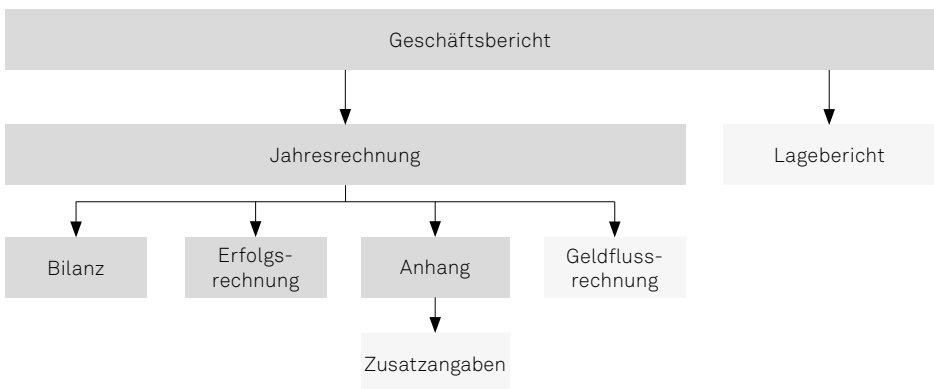 Geschäftsbericht
Jahresrechnung
Lagebericht
Bilanz
Erfolgs-
rechnung
Anhang
Geldfluss-
rechnung
Zusatzangaben